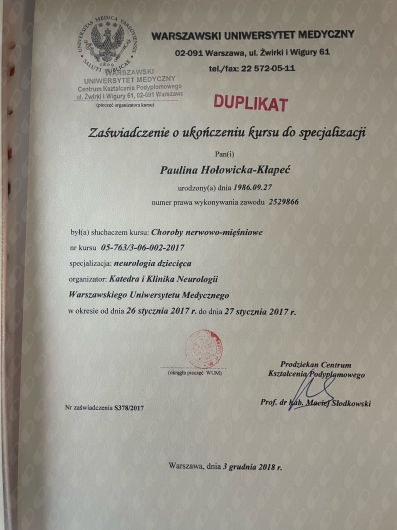 WARSZAWSKI UNIWERSYTET MEDYCZNY
02-091 Warszawa, ul. Żwirki i Wigury 61
tel./fax: 22 572-05-11
WARSZAWSKI
UNIWERSYTET MEDYCZNY
Centrum Kształcenia Podyplomowego
ul. Żwirki i Wigury 61, 02-091 Warszawa
(pieczęć organizatora kursu)
DUPLIKAT
Zaświadczenie o ukończeniu kursu do specjalizacji
Pan(i)
Paulina Hołowicka-Kłapeć
urodzony(a) dnia 1986.09.27
numer prawa wykonywania zawodu 2529866
był(a) słuchaczem kursu: Choroby nerwowo-mięśniowe
nr kursu 05-763/3-06-002-2017
specjalizacja: neurologia dziecięca
organizator: Katedra i Klinika Neurologii
Warszawskiego Uniwersytetu Medycznego
w okresie od dnia 26 stycznia 2017 r. do dnia 27 stycznia 2017 r.
(okrągła pieczęć WUM)
Prodziekan Centrum
Kształcenia Podyplomowego
Prof. dr hab. Maciej Słodkowski
Nr zaświadczenia S378/2017
Warszawa, dnia 3 grudnia 2018 r.